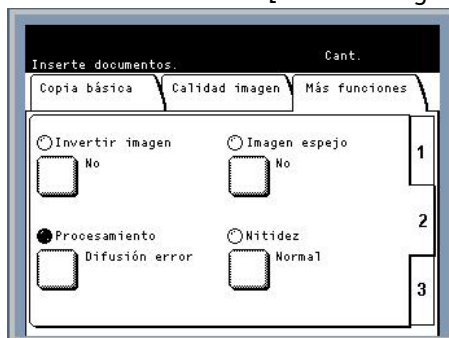 Cant.
Inserte documentos.
Copia básica Calidad imagen Más funciones
Invertir imagen Imagen espejo
No No
1
2
Procesamiento Nitidez
Difusión error Normal
3